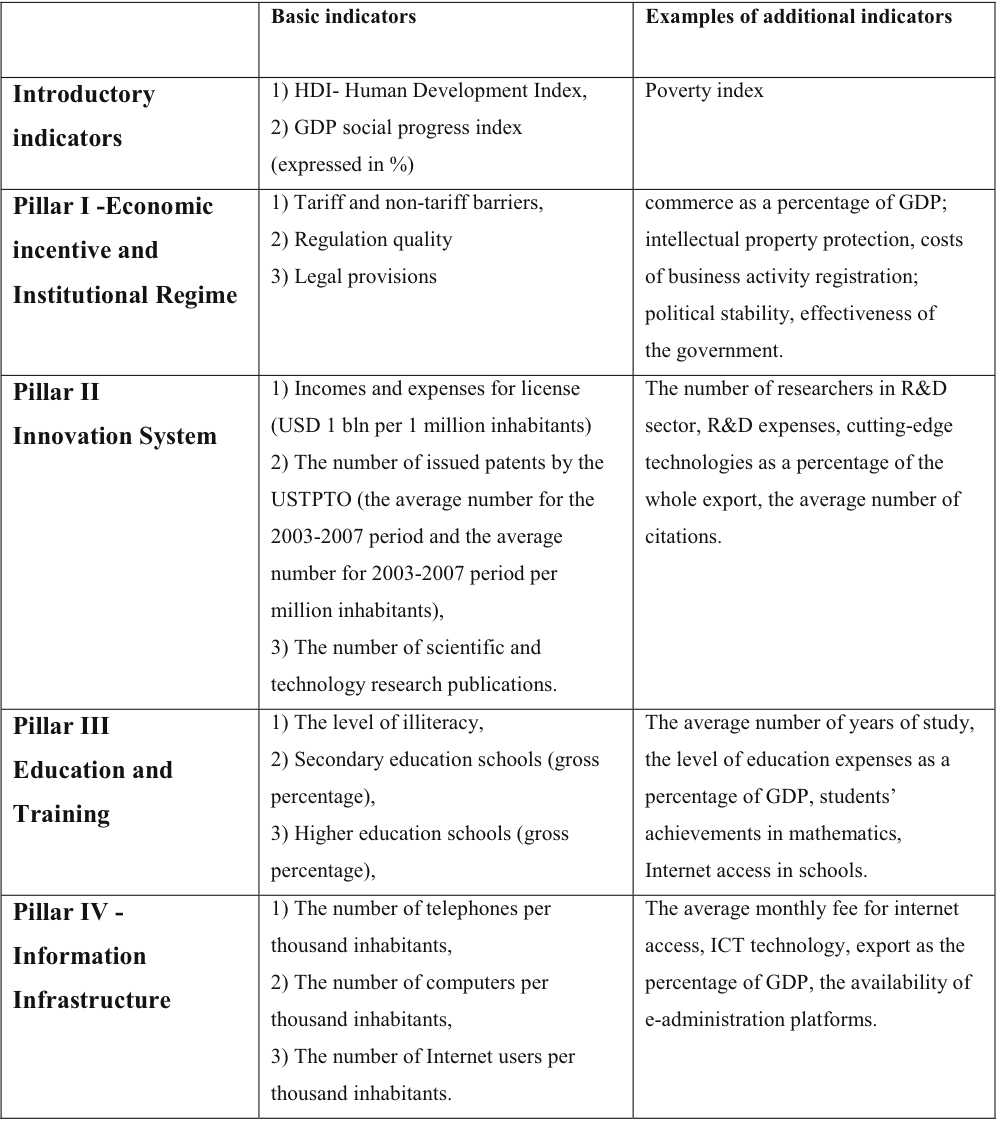 Basic indicators
Examples of additional indicators
Introductory
indicators
1) HDI- Human Development Index,
2) GDP social progress index
(expressed in %)
Poverty index
Pillar I -Economic
incentive and
Institutional Regime
1) Tariff and non-tariff barriers,
2) Regulation quality
3) Legal provisions
commerce as a percentage of GDP;
intellectual property protection, costs
of business activity registration;
political stability, effectiveness of
the government.
Pillar II
Innovation System
1) Incomes and expenses for license
(USD 1 bln per 1 million inhabitants)
2) The number of issued patents by the
USTPTO (the average number for the
2003-2007 period and the average
number for 2003-2007 period per
million inhabitants),
3) The number of scientific and
technology research publications.
The number of researchers in R&D
sector, R&D expenses, cutting-edge
technologies as a percentage of the
whole export, the average number of
citations.
Pillar III
Education and
Training
1) The level of illiteracy,
2) Secondary education schools (gross
percentage),
3) Higher education schools (gross
percentage),
The average number of years of study,
the level of education expenses as a
percentage of GDP, students’
achievements in mathematics,
Internet access in schools.
Pillar IV -
Information
Infrastructure
1) The number of telephones per
thousand inhabitants,
2) The number of computers per
thousand inhabitants,
3) The number of Internet users per
thousand inhabitants.
The average monthly fee for internet
access, ICT technology, export as the
percentage of GDP, the availability of
e-administration platforms.